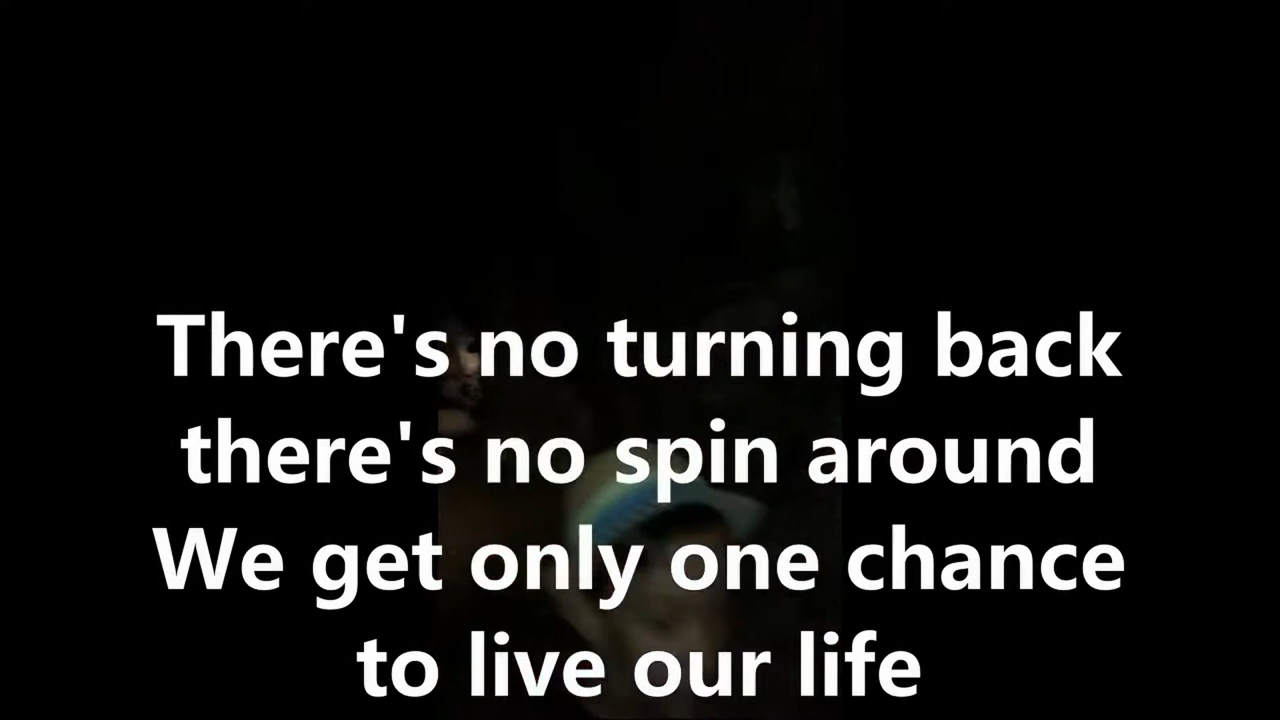 There's no turning back
there's no spin around
We get only one chance
to live our life